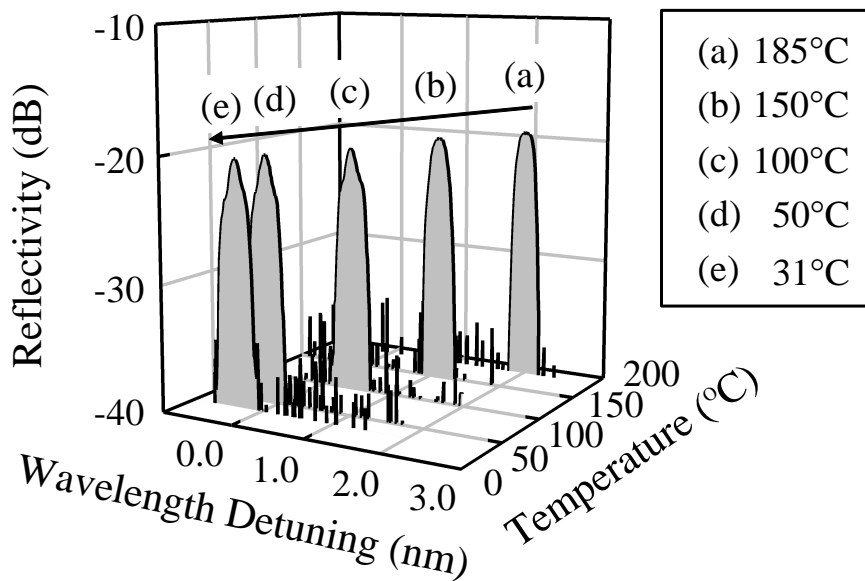 -10
-20
-30
-40
Reflectivity (dB)
(e) (d) (c) (b) (a)
0.0
1.0
2.0
3.0
Wavelength Detuning (nm)
0
50
100
150
200
Temperature (°C)
(a) 185°C
(b) 150°C
(c) 100°C
(d) 50°C
(e) 31°C